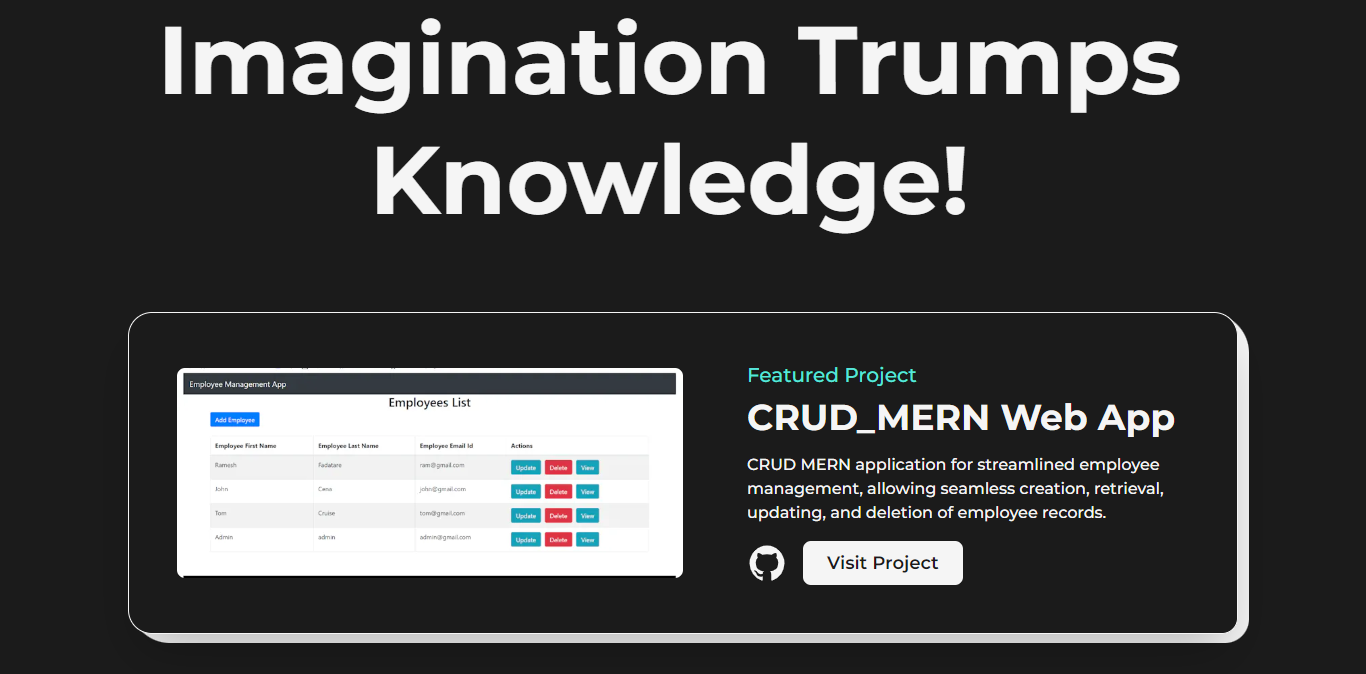 Imagination Trumps
Knowledge!
Employee Management App
Employees List
Add Employee
Employee First Name Employee Last Name Employee Email Id Actions
Ramesh Fadatare ram@gmail.com Update Delete View
John Cena john@gmail.com Update Delete View
Tom Cruise tom@gmail.com Update Delete View
Admin admin admin@gmail.com Update Delete View
Featured Project
CRUD_MERN Web App
CRUD MERN application for streamlined employee
management, allowing seamless creation, retrieval,
updating, and deletion of employee records.
Visit Project